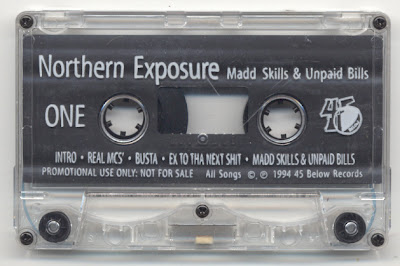 Northern Exposure Madd Skills & Unpaid Bills
ONE
45
INTRO • REAL MCS' • BUSTA • EX TO THA NEXT SHIT • MADD SKILLS & UNPAID BILLS
PROMOTIONAL USE ONLY: NOT FOR SALE All Songs ©, ℗ 1994 45 Below Records